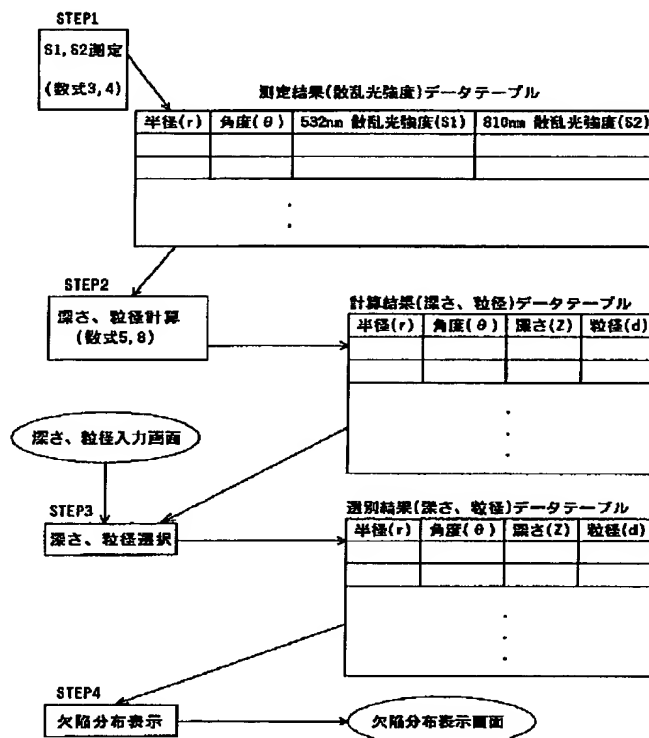 STEP1
S1,S2測定
(数式3,4)
測定結果(散乱光強度)データテーブル
半径(r) 角度(θ) 532nm 散乱光強度(S1) 810nm 散乱光強度(S2)
STEP2
深さ、粒径計算
(数式5,8)
計算結果(深さ、粒径)データテーブル
半径(r) 角度(θ) 深さ(Z) 粒径(d)
深さ、粒径入力画面
STEP3
深さ、粒径選択
選別結果(深さ、粒径)データテーブル
半径(r) 角度(θ) 深さ(Z) 粒径(d)
STEP4
欠陥分布表示
欠陥分布表示画面